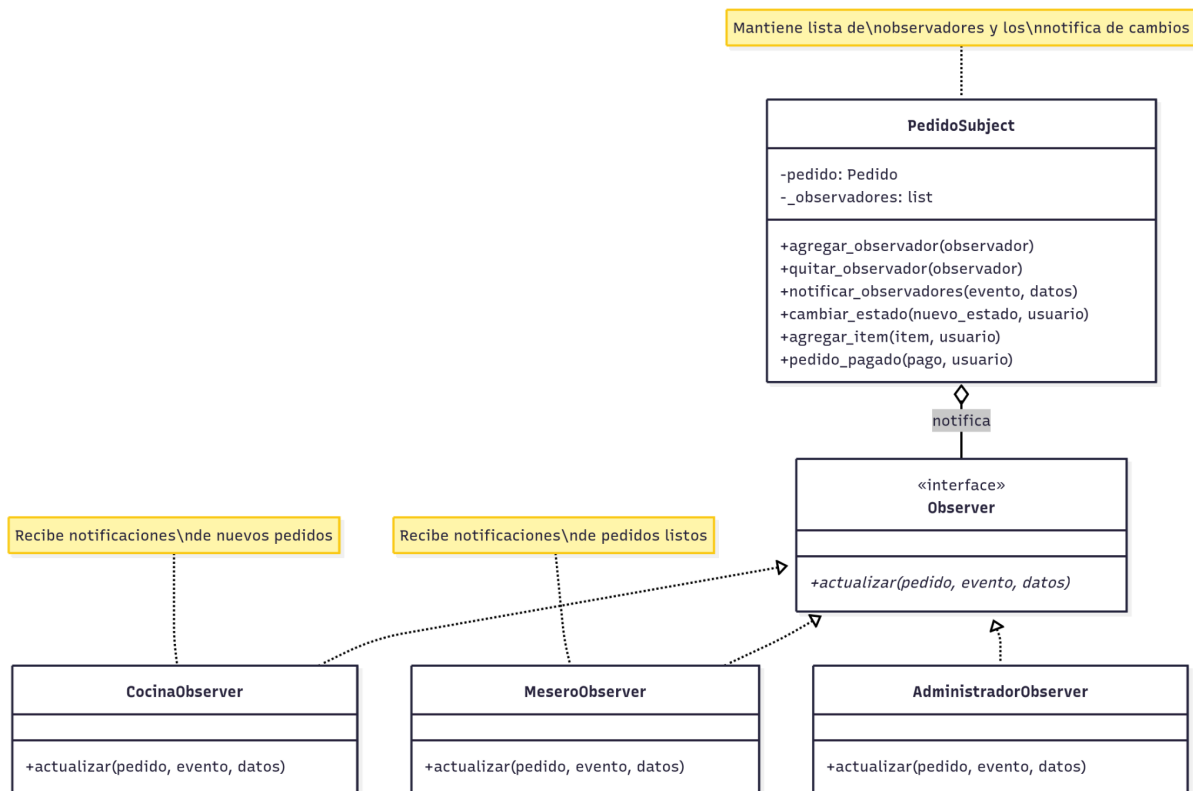 Mantiene lista de\nobservadores y los\nnotifica de cambios
PedidoSubject
-pedido: Pedido
-_observadores: list
+agregar_observador(observador)
+quitar_observador(observador)
+notificar_observadores(evento, datos)
+cambiar_estado(nuevo_estado, usuario)
+agregar_item(item, usuario)
+pedido_pagado(pago, usuario)
notifica
«interface»
Observer
+actualizar(pedido, evento, datos)
Recibe notificaciones\nde nuevos pedidos
Recibe notificaciones\nde pedidos listos
CocinaObserver
+actualizar(pedido, evento, datos)
MeseroObserver
+actualizar(pedido, evento, datos)
AdministradorObserver
+actualizar(pedido, evento, datos)